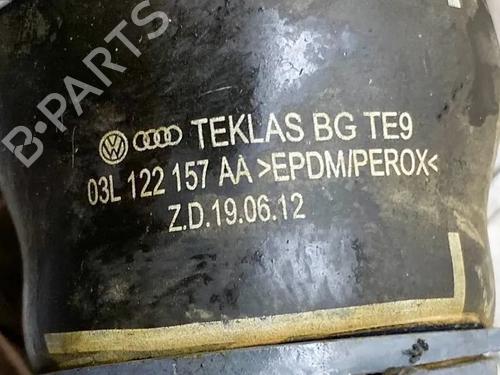 B-PARTS
TEKLAS BG TE9
03L 122 157 AA >EPDM/PEROX<
Z.D.19.06.12